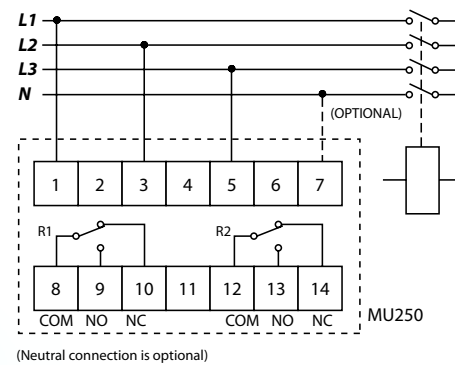 L1
L2
L3
N
(OPTIONAL)
1 2 3 4 5 6 7
R1 R2
8 9 10 11 12 13 14
COM NO NC COM NO NC MU250
(Neutral connection is optional)